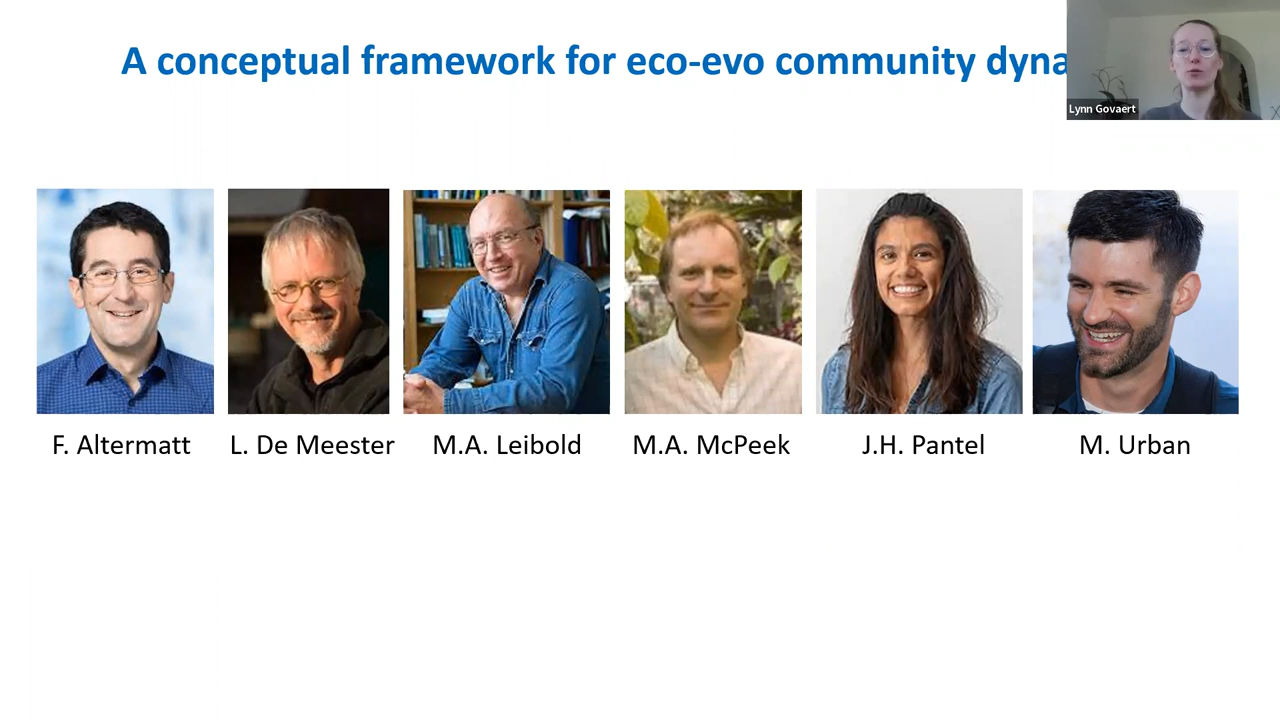 A conceptual framework for eco-evo community dyna
Lynn Govaert
F. Altermatt L. De Meester M.A. Leibold M.A. McPeek J.H. Pantel M. Urban